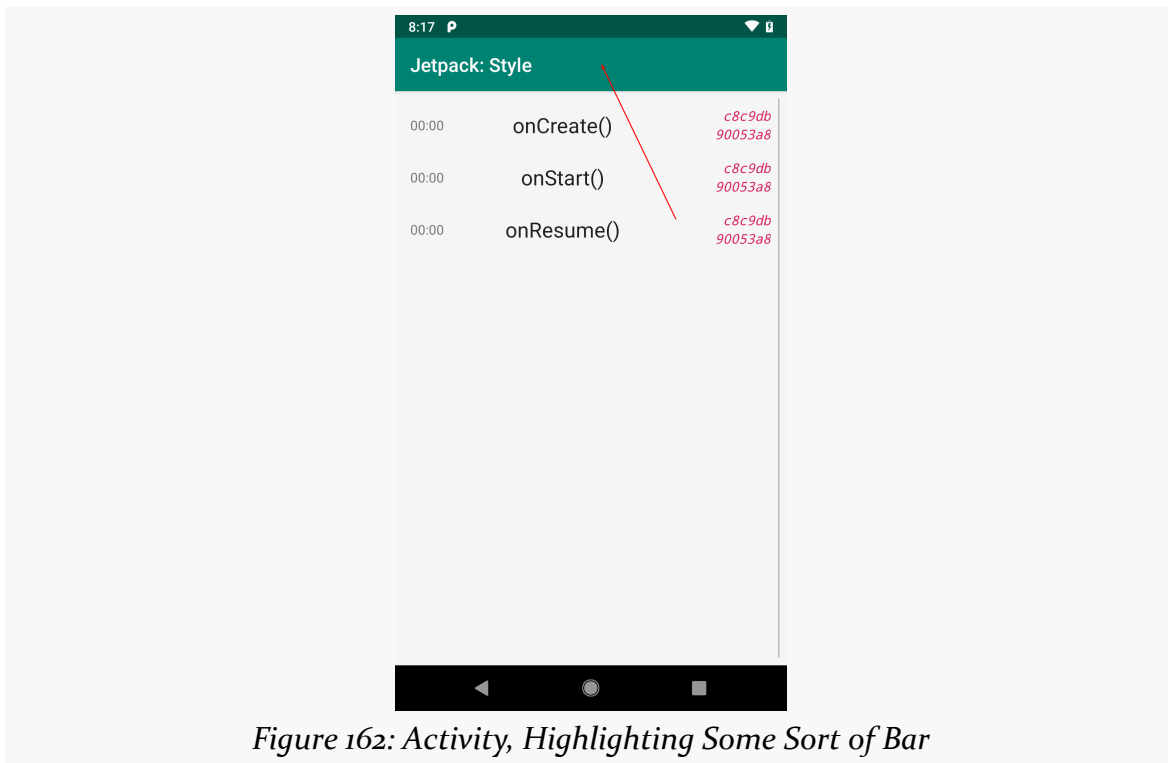 8:17
Jetpack: Style
00:00 onCreate() c8c9db
90053a8
00:00 onStart() c8c9db
90053a8
00:00 onResume() c8c9db
90053a8
Figure 162: Activity, Highlighting Some Sort of Bar